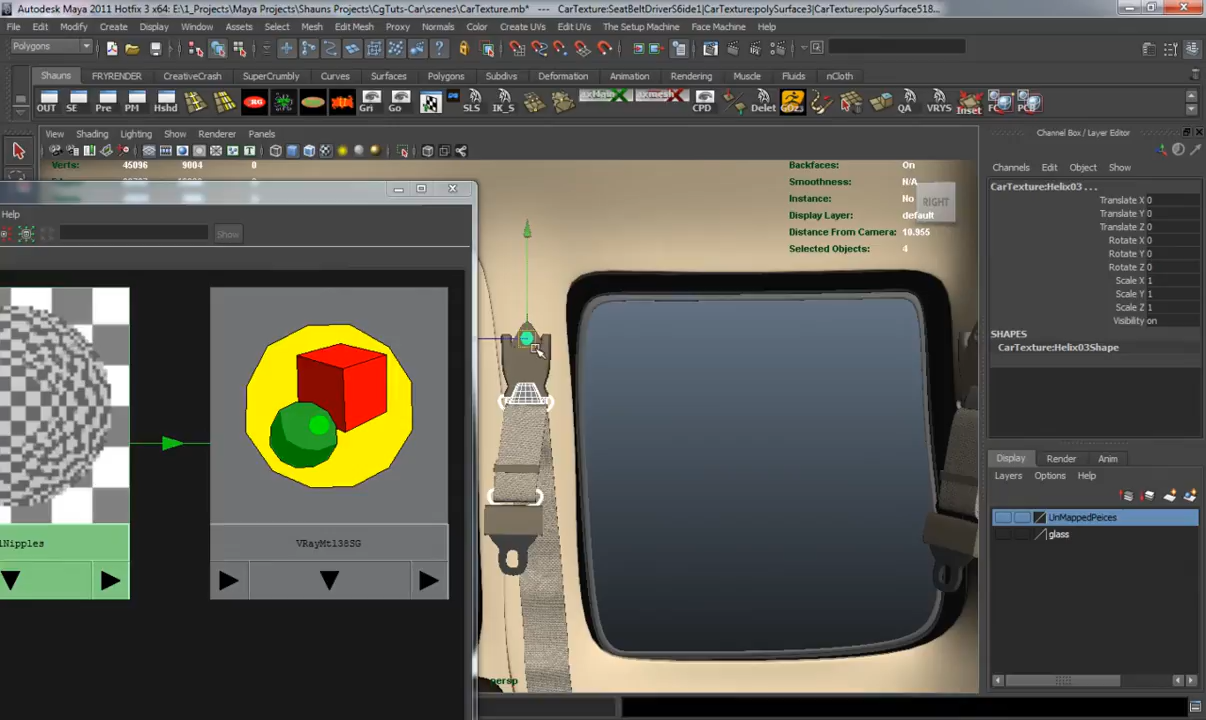 Autodesk Maya 2011 Hotfix 3 x64: E:\1_Projects\Maya Projects\Shauns Projects\CgTuts-Car\scenes\CarTexture.mb* --- CarTexture:SeatBeltDriverS6ide1|CarTexture:polySurface3|CarTexture:polySurface518...
File Edit Modify Create Display Window Assets Select Mesh Edit Mesh Proxy Normals Color Create UVs Edit UVs The Setup Machine Face Machine Help
Polygons
Shauns FRYRENDER CreativeCrash SuperCrumbly Curves Surfaces Polygons Subdivs Deformation Animation Rendering Muscle Fluids nCloth
OUT SE Pre PM Hshd Gri Go SLS IK_S CPD Delet GOz3 QA VRYS Inset FC PCB
View Shading Lighting Show Renderer Panels
Channel Box / Layer Editor
Verts: 45096 9004 0
Backfaces: On
Smoothness: N/A
Instance: No
Display Layer: default
Distance From Camera: 10.955
Selected Objects: 4
RIGHT
Channels Edit Object Show
CarTexture:Helix03 ...
Translate X 0
Translate Y 0
Translate Z 0
Rotate X 0
Rotate Y 0
Rotate Z 0
Scale X 1
Scale Y 1
Scale Z 1
Visibility on
SHAPES
CarTexture:Helix03Shape
Help
Show
Nipples
VRayMtl38SG
persp
Display Render Anim
Layers Options Help
UnMappedPeices
glass